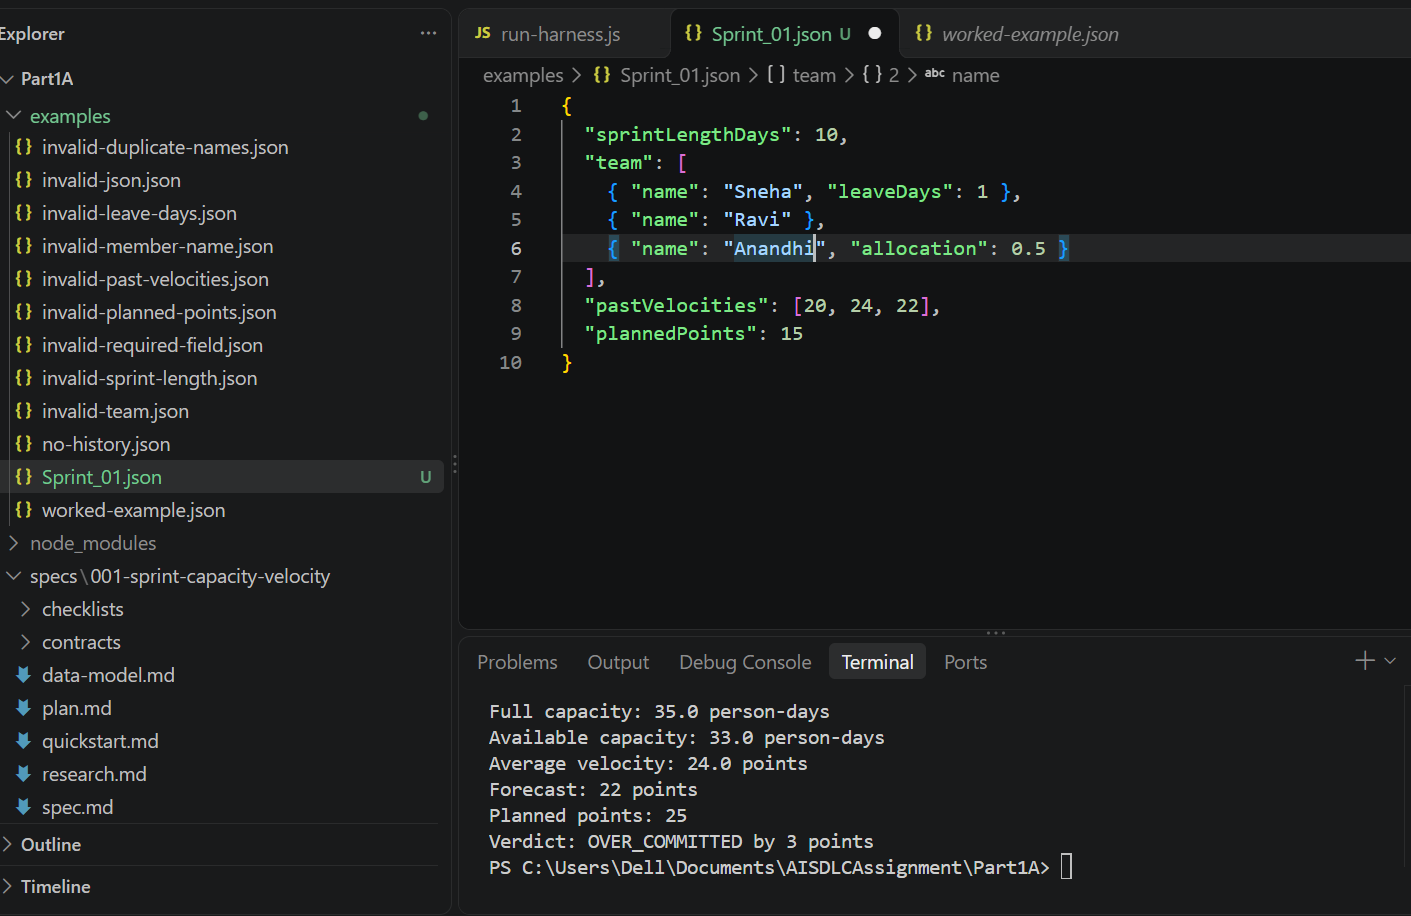 Explorer
Part1A
examples
invalid-duplicate-names.json
invalid-json.json
invalid-leave-days.json
invalid-member-name.json
invalid-past-velocities.json
invalid-planned-points.json
invalid-required-field.json
invalid-sprint-length.json
invalid-team.json
no-history.json
Sprint_01.json U
worked-example.json
node_modules
specs\001-sprint-capacity-velocity
checklists
contracts
data-model.md
plan.md
quickstart.md
research.md
spec.md
Outline
Timeline
JS run-harness.js {} Sprint_01.json U {} worked-example.json
examples > {} Sprint_01.json > [ ] team > { } 2 > abc name
1 {
2 "sprintLengthDays": 10,
3 "team": [
4 { "name": "Sneha", "leaveDays": 1 },
5 { "name": "Ravi" },
6 { "name": "Anandhi", "allocation": 0.5 }
7 ],
8 "pastVelocities": [20, 24, 22],
9 "plannedPoints": 15
10 }
Problems Output Debug Console Terminal Ports
Full capacity: 35.0 person-days
Available capacity: 33.0 person-days
Average velocity: 24.0 points
Forecast: 22 points
Planned points: 25
Verdict: OVER_COMMITTED by 3 points
PS C:\Users\Dell\Documents\AISDLCAssignment\Part1A>